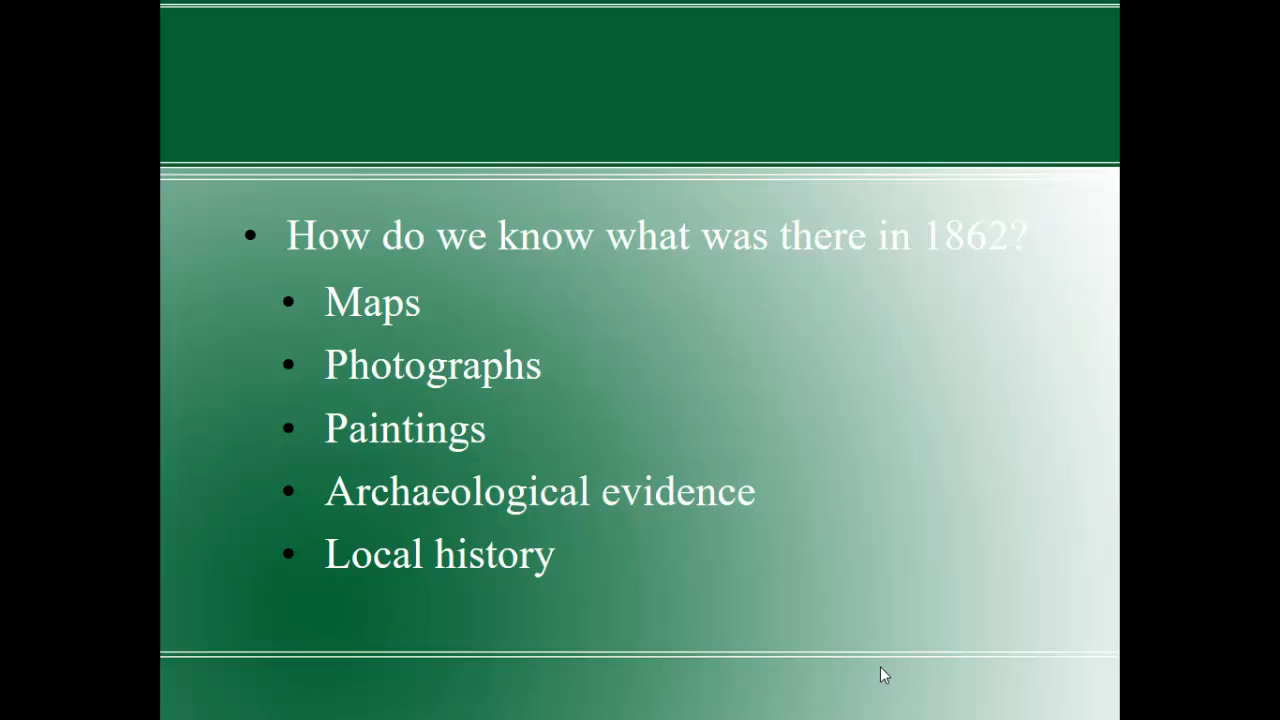 • How do we know what was there in 1862?
• Maps
• Photographs
• Paintings
• Archaeological evidence
• Local history